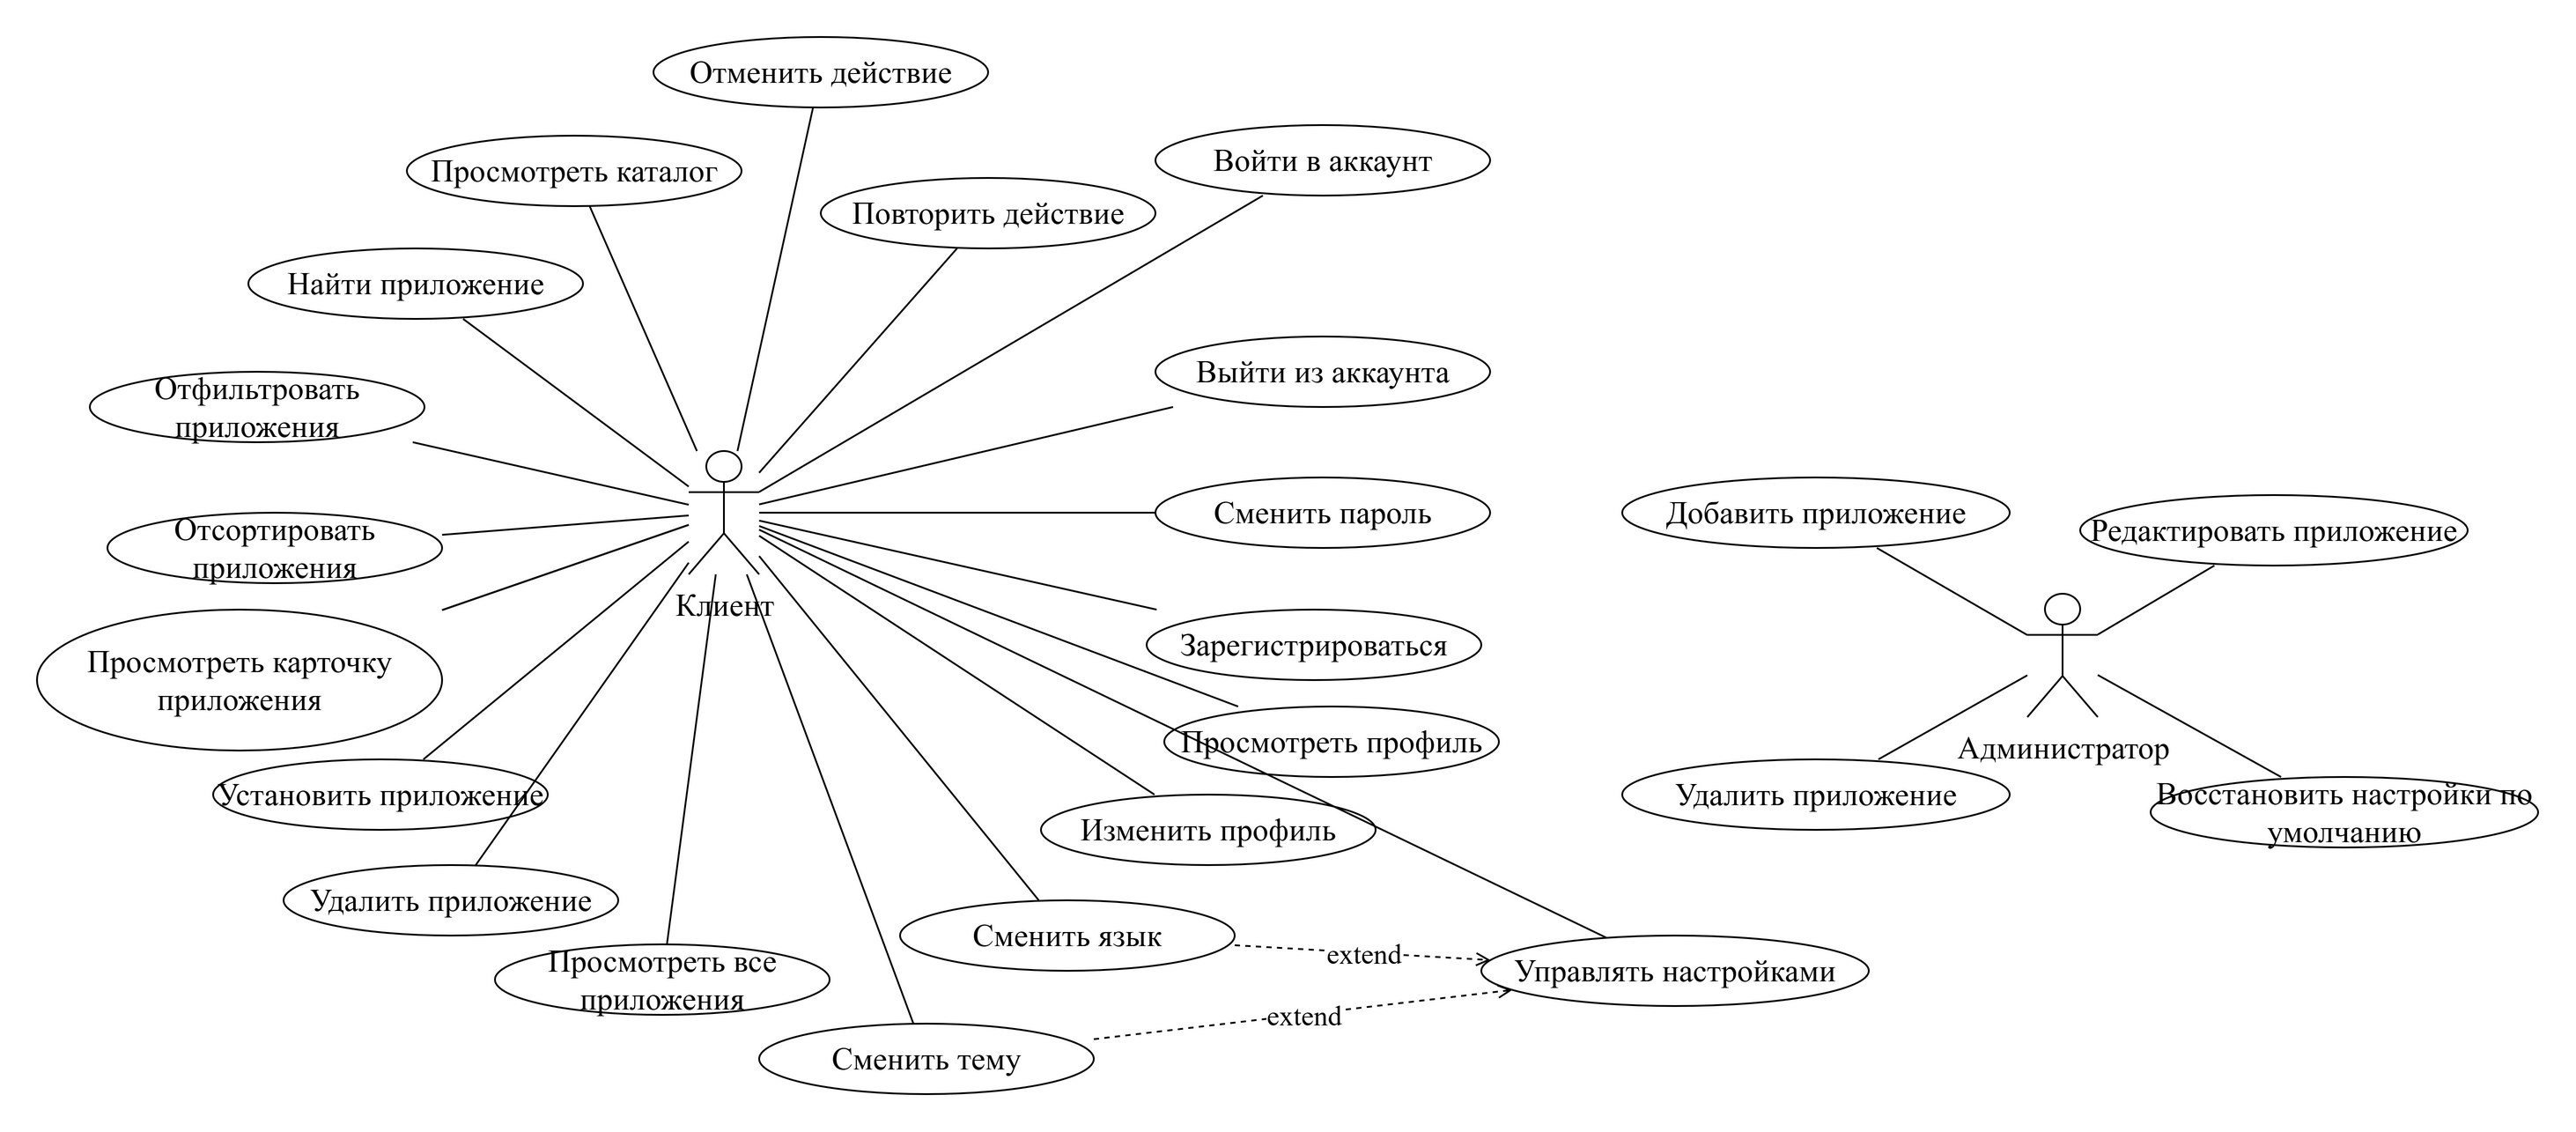 Отменить действие
Войти в аккаунт
Просмотреть каталог
Повторить действие
Найти приложение
Выйти из аккаунта
Отфильтровать
приложения
Сменить пароль
Добавить приложение
Редактировать приложение
Отсортировать
приложения
Клиент
Зарегистрироваться
Просмотреть карточку
приложения
Просмотреть профиль
Администратор
Установить приложение
Удалить приложение
Восстановить настройки по
умолчанию
Изменить профиль
Удалить приложение
Сменить язык
extend
Просмотреть все
приложения
Управлять настройками
extend
Сменить тему